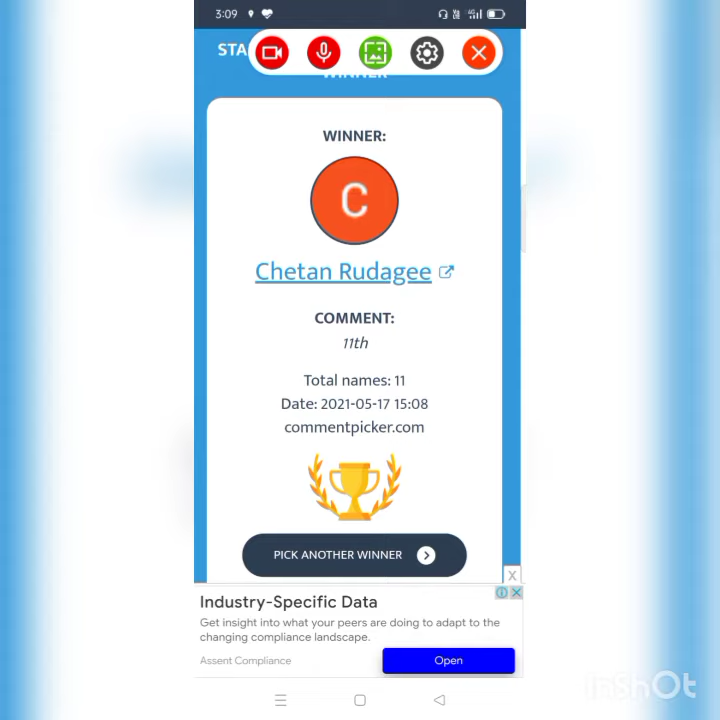 3:09
STA
WINNER
WINNER:
C
Chetan Rudagee
COMMENT:
11th
Total names: 11
Date: 2021-05-17 15:08
commentpicker.com
PICK ANOTHER WINNER
X
Industry-Specific Data
Get insight into what your peers are doing to adapt to the
changing compliance landscape.
Assent Compliance
Open
InShOt